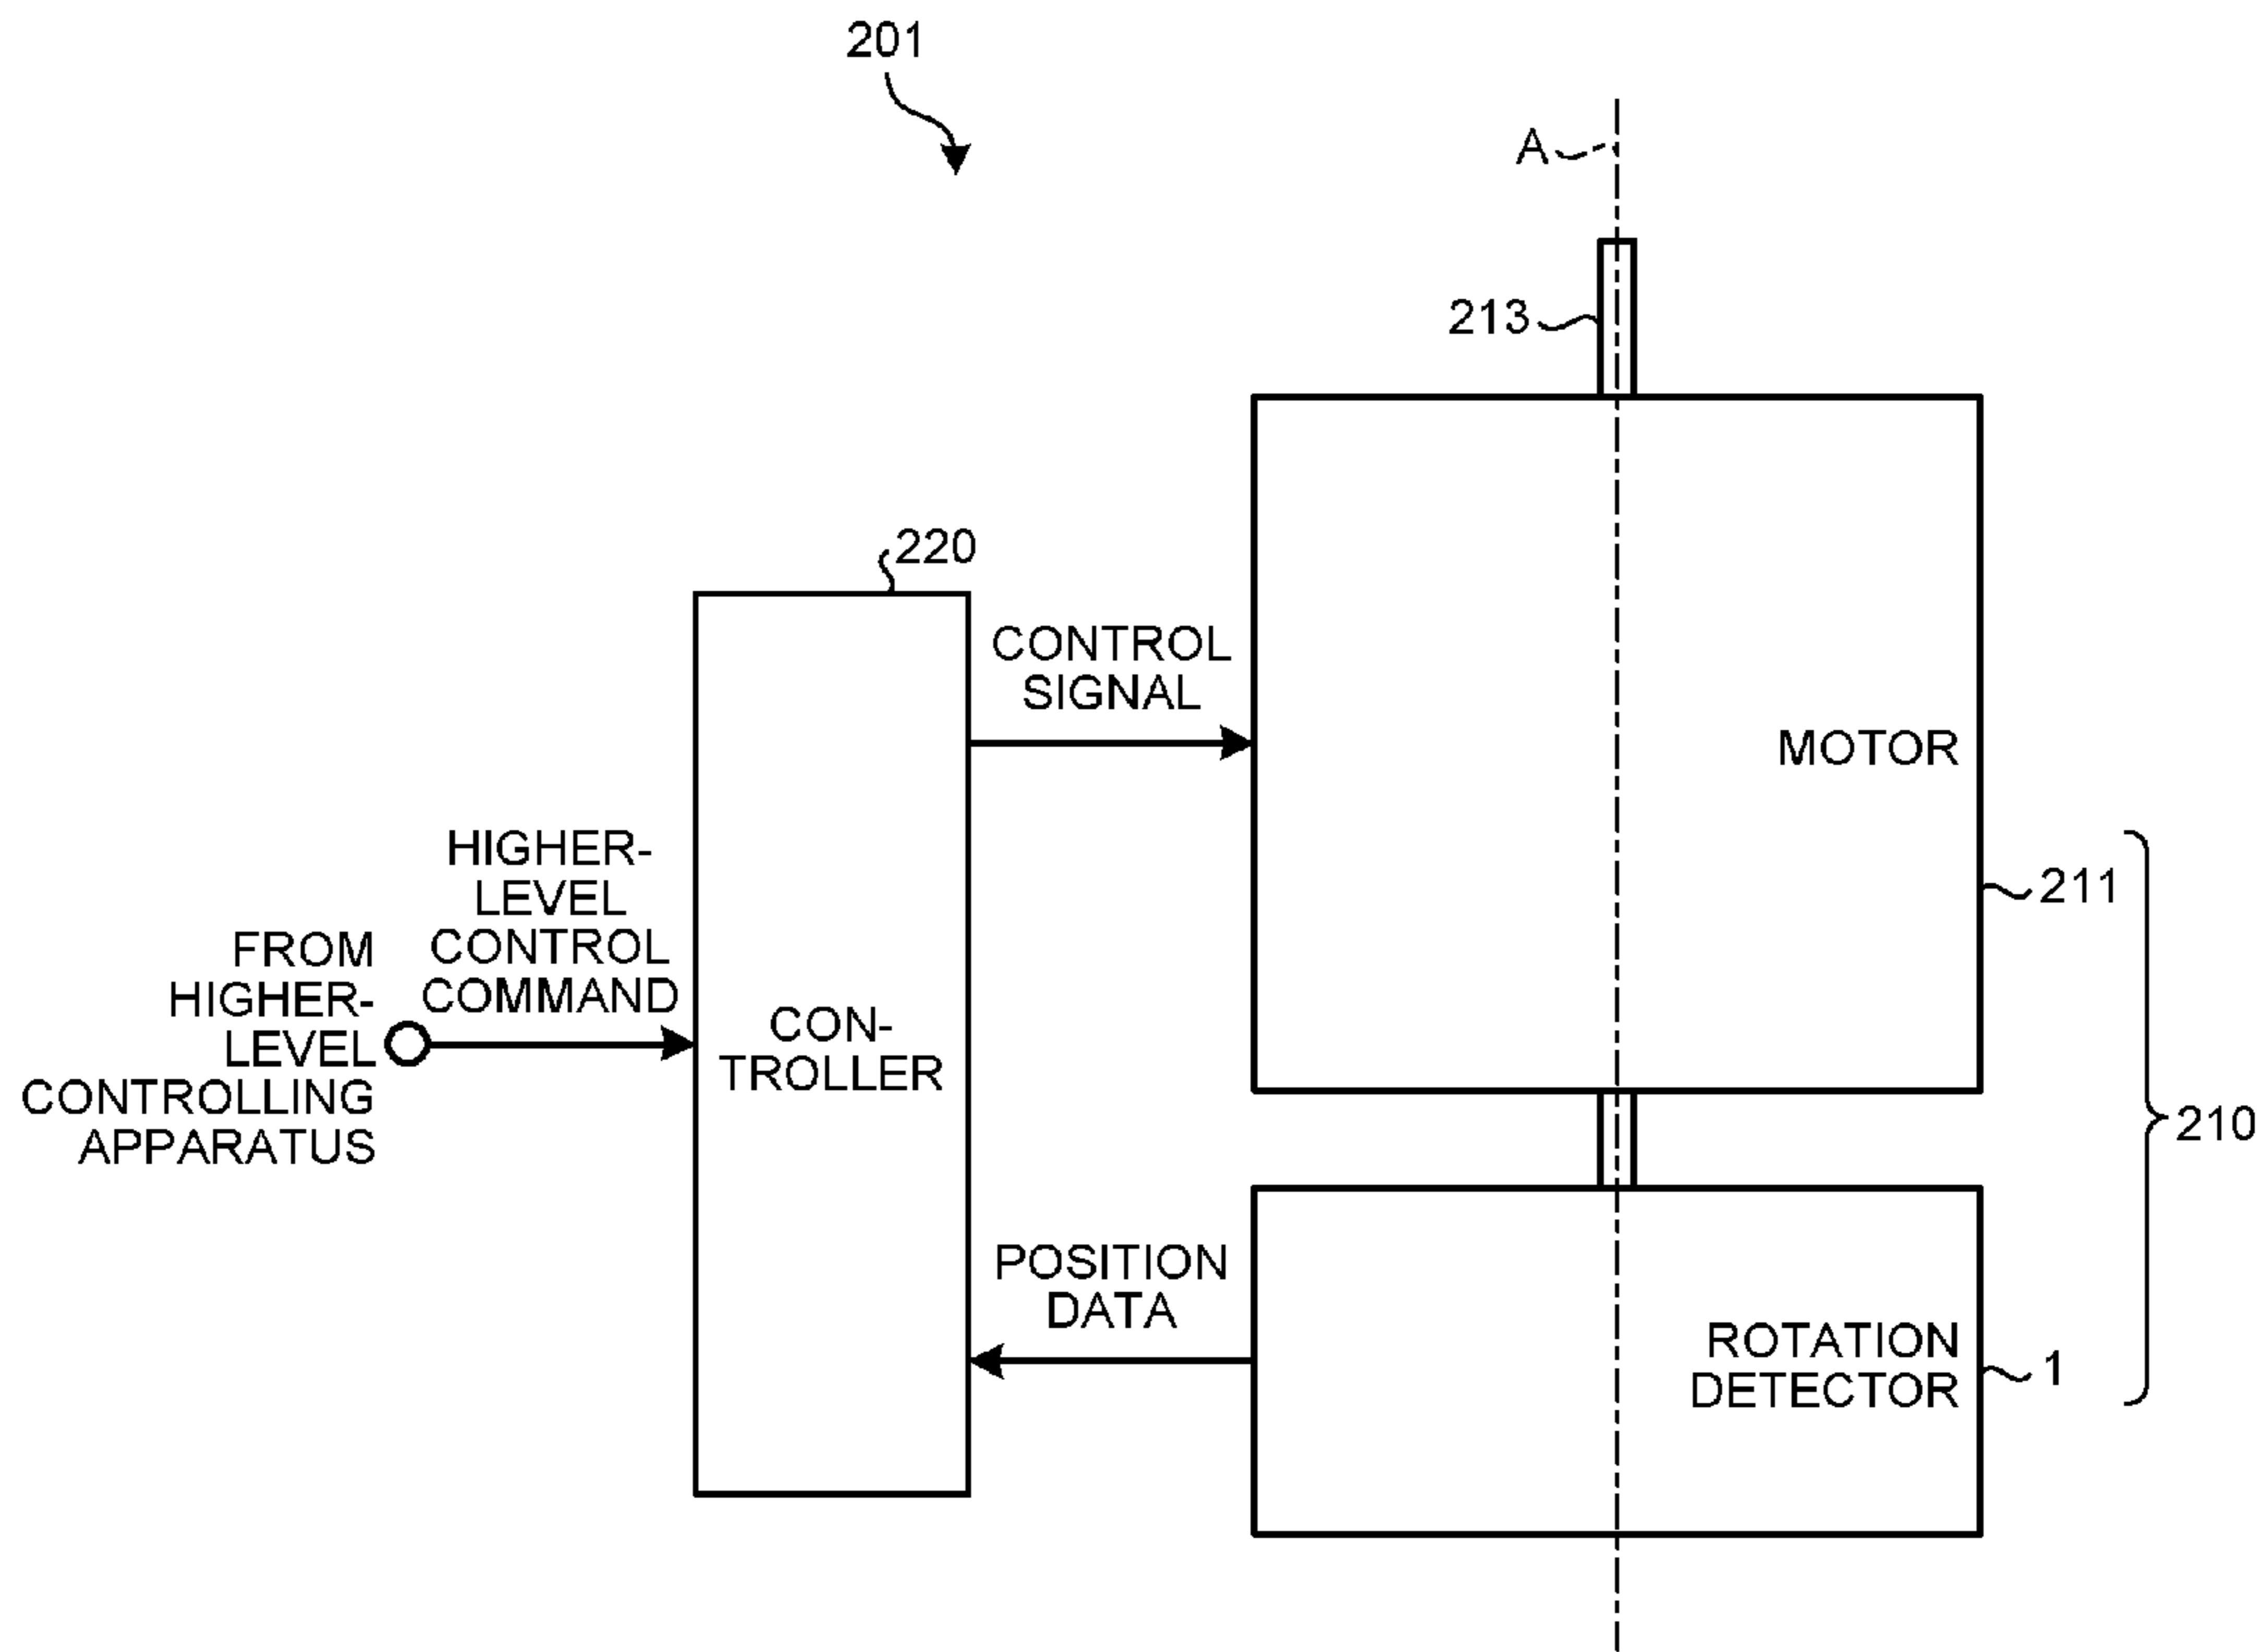 201
A
213
220
CONTROL
SIGNAL
MOTOR
211
HIGHER-
LEVEL
CONTROL
COMMAND
FROM
HIGHER-
LEVEL
CONTROLLING
APPARATUS
CON-
TROLLER
210
POSITION
DATA
ROTATION
DETECTOR
1